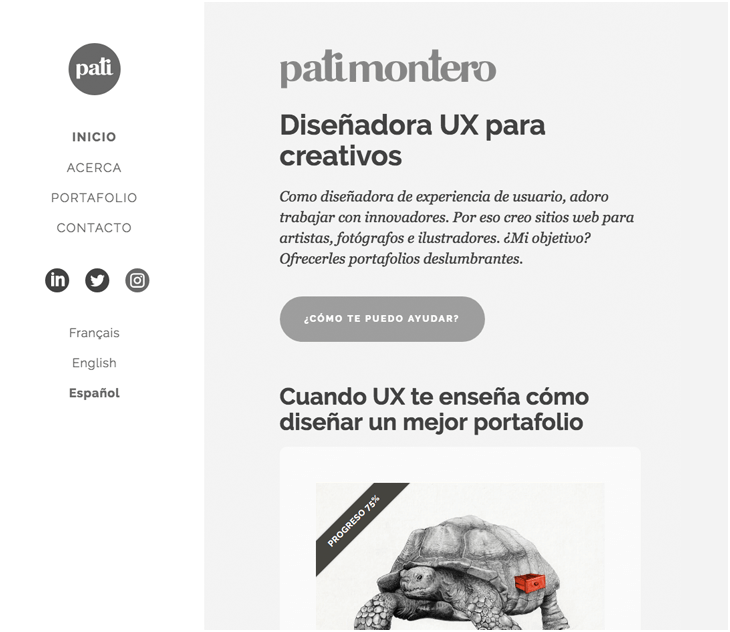 pati
INICIO
ACERCA
PORTAFOLIO
CONTACTO
in
Français
English
Español
patimontero
Diseñadora UX para
creativos
Como diseñadora de experiencia de usuario, adoro
trabajar con innovadores. Por eso creo sitios web para
artistas, fotógrafos e ilustradores. ¿Mi objetivo?
Ofrecerles portafolios deslumbrantes.
¿CÓMO TE PUEDO AYUDAR?
Cuando UX te enseña cómo
diseñar un mejor portafolio
PROGRESO 75%